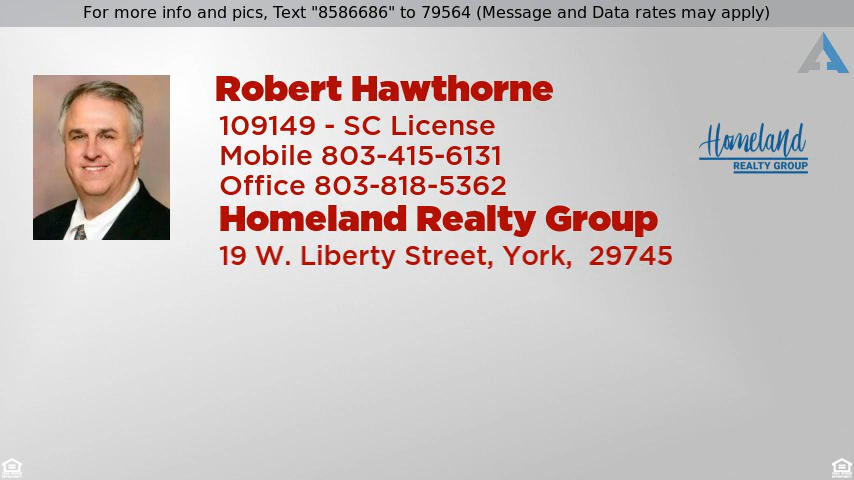 For more info and pics, Text "8586686" to 79564 (Message and Data rates may apply)
Robert Hawthorne
109149 - SC License
Mobile 803-415-6131
Office 803-818-5362
Homeland Realty Group
19 W. Liberty Street, York,  29745
Homeland
REALTY GROUP